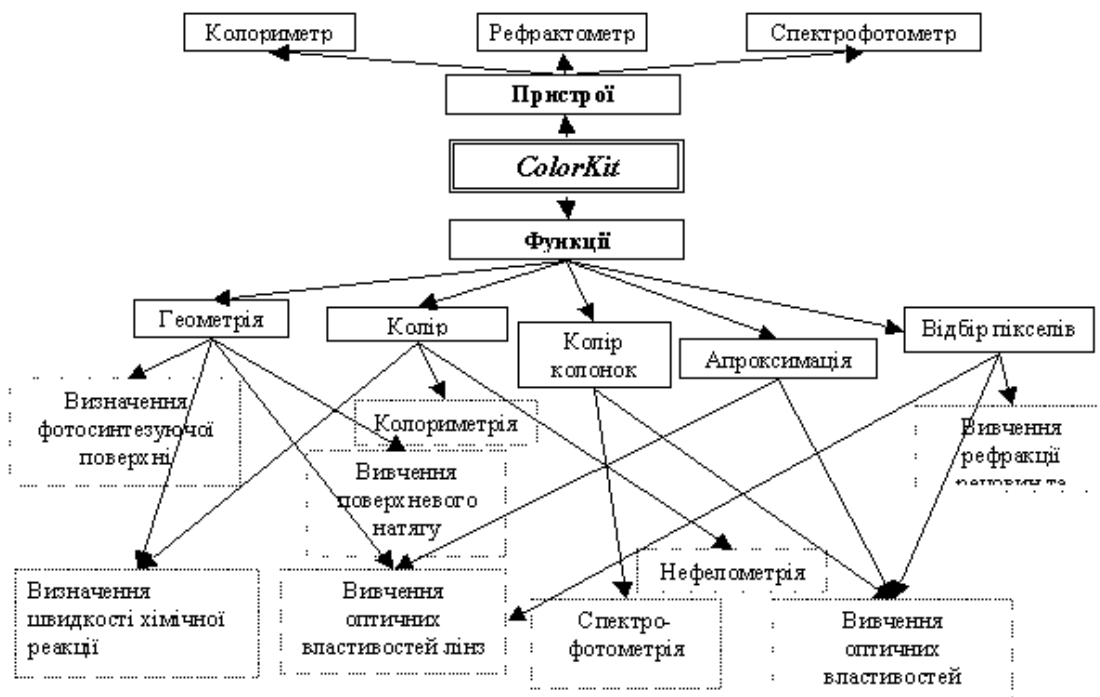 Колориметр
Рефрактометр
Спектрофотометр
Пристрої
ColorKit
Функції
Геометрія
Колір
Колір
колонок
Апроксимація
Відбір пікселів
Визначення
фотосинтезуючої
поверхні
Колориметрія
Вивчення
поверхневого
натягу
Вивчення
рефракції
Визначення
швидкості хімічної
реакції
Вивчення
оптичних
властивостей лінз
Нефелометрія
Спектро-
фотометрія
Вивчення
оптичних
властивостей